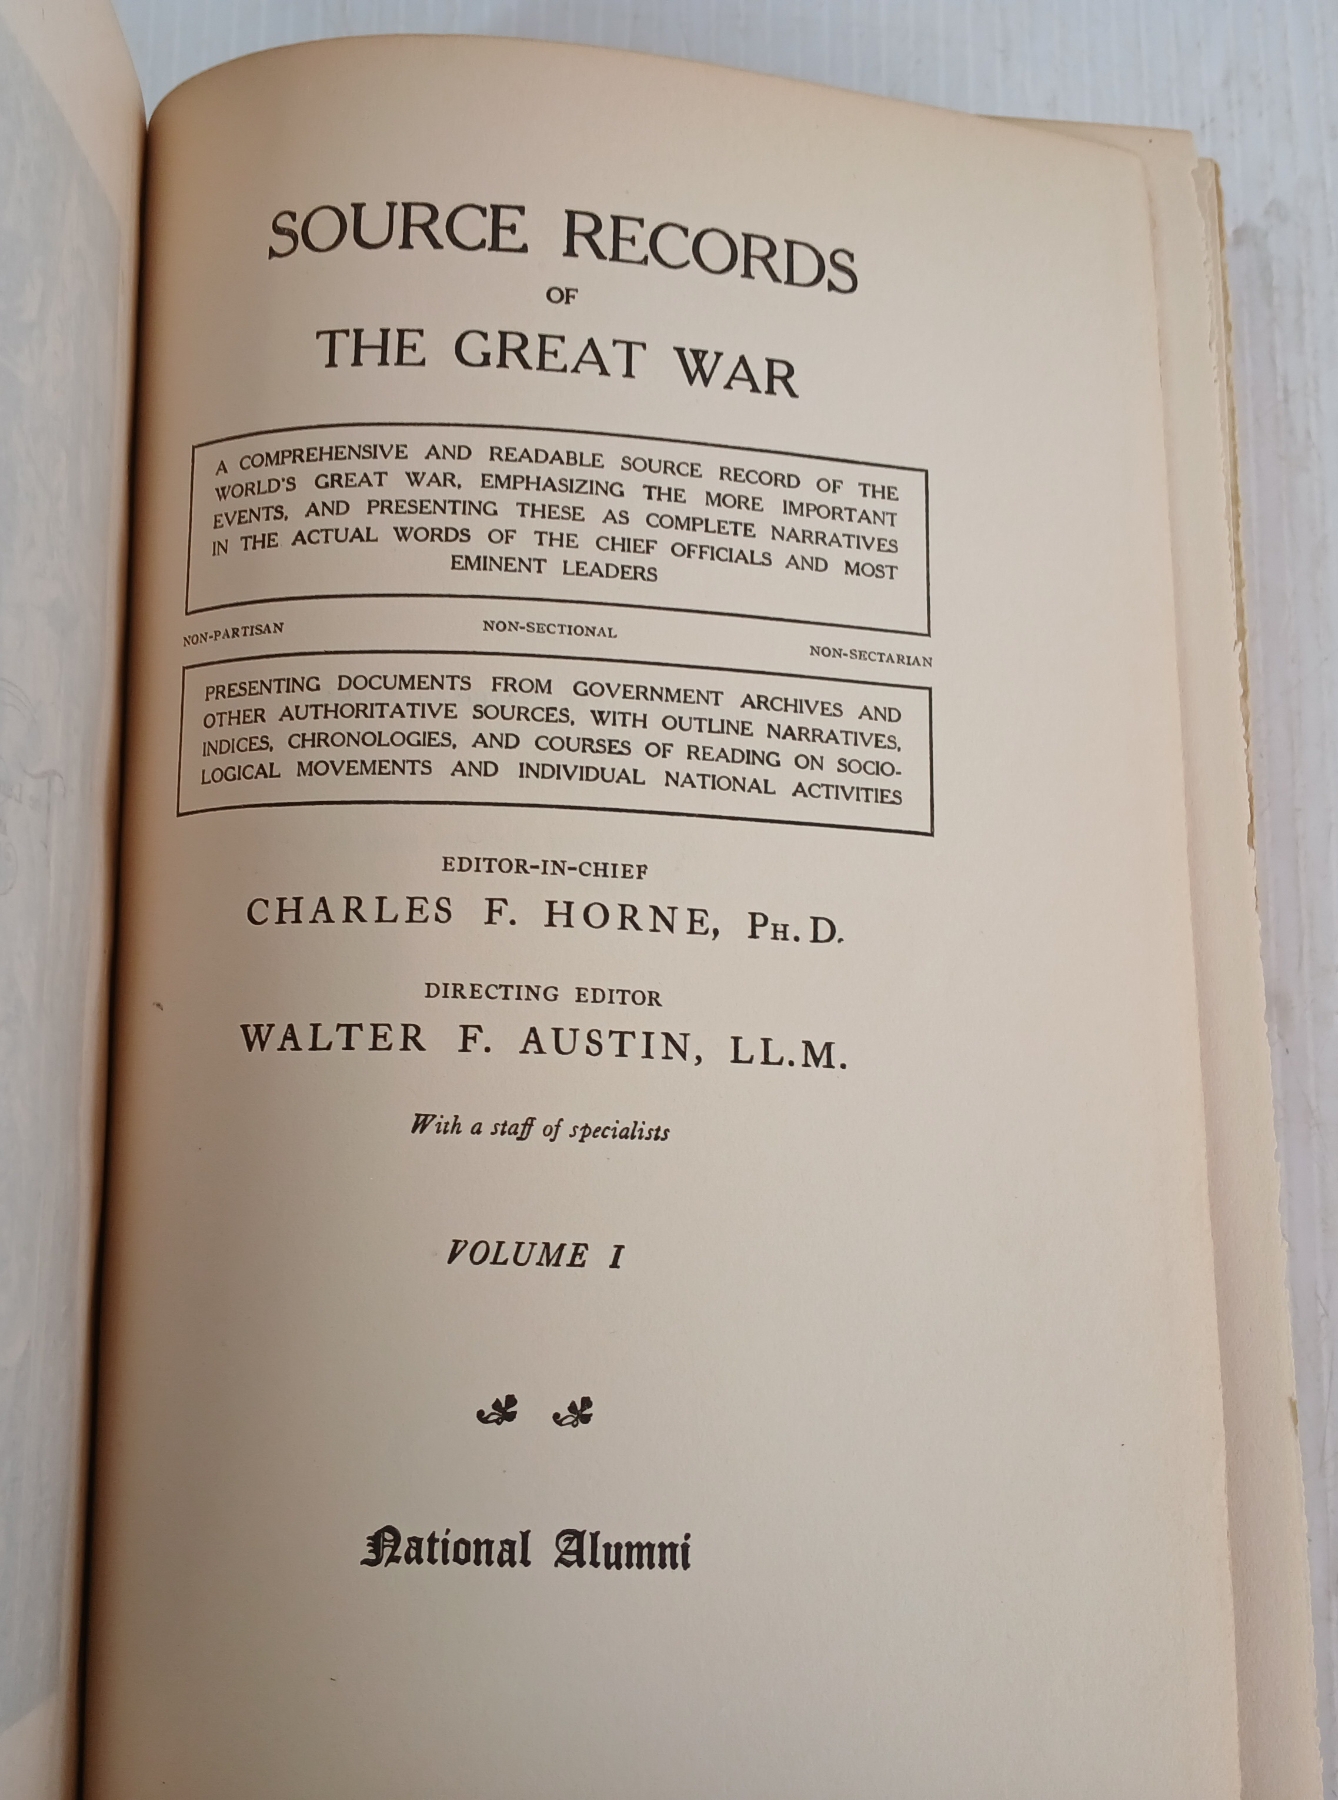 SOURCE RECORDS
OF
THE GREAT WAR
A COMPREHENSIVE AND READABLE SOURCE RECORD OF THE
WORLD'S GREAT WAR, EMPHASIZING THE MORE IMPORTANT
EVENTS, AND PRESENTING THESE AS COMPLETE NARRATIVES
IN THE ACTUAL WORDS OF THE CHIEF OFFICIALS AND MOST
EMINENT LEADERS
NON-PARTISAN NON-SECTIONAL NON-SECTARIAN
PRESENTING DOCUMENTS FROM GOVERNMENT ARCHIVES AND
OTHER AUTHORITATIVE SOURCES, WITH OUTLINE NARRATIVES,
INDICES, CHRONOLOGIES, AND COURSES OF READING ON SOCIO-
LOGICAL MOVEMENTS AND INDIVIDUAL NATIONAL ACTIVITIES
EDITOR-IN-CHIEF
CHARLES F. HORNE, PH. D.
DIRECTING EDITOR
WALTER F. AUSTIN, LL.M.
With a staff of specialists
VOLUME I
National Alumni